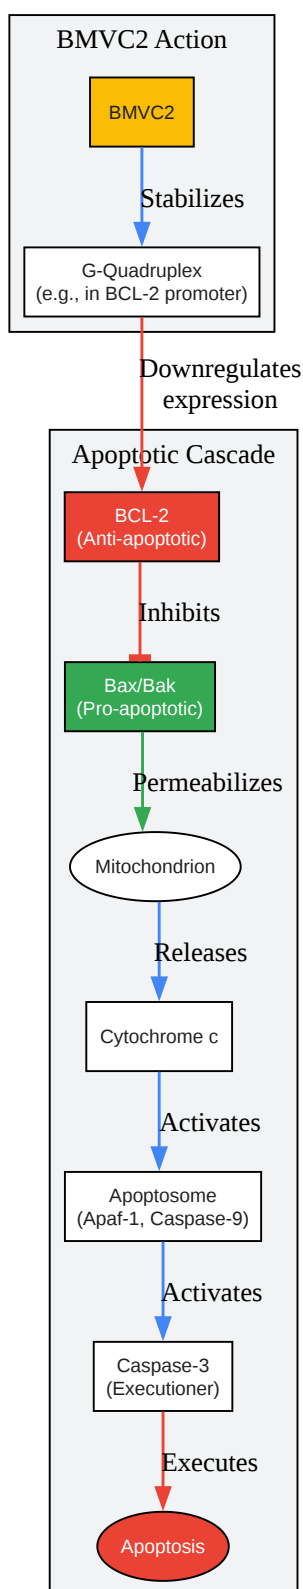 BMVC2 Action
BMVC2
Stabilizes
G-Quadruplex
(e.g., in BCL-2 promoter)
Downregulates
expression
Apoptotic Cascade
BCL-2
(Anti-apoptotic)
Inhibits
Bax/Bak
(Pro-apoptotic)
Permeabilizes
Mitochondrion
Releases
Cytochrome c
Activates
Apoptosome
(Apaf-1, Caspase-9)
Activates
Caspase-3
(Executioner)
Executes
Apoptosis